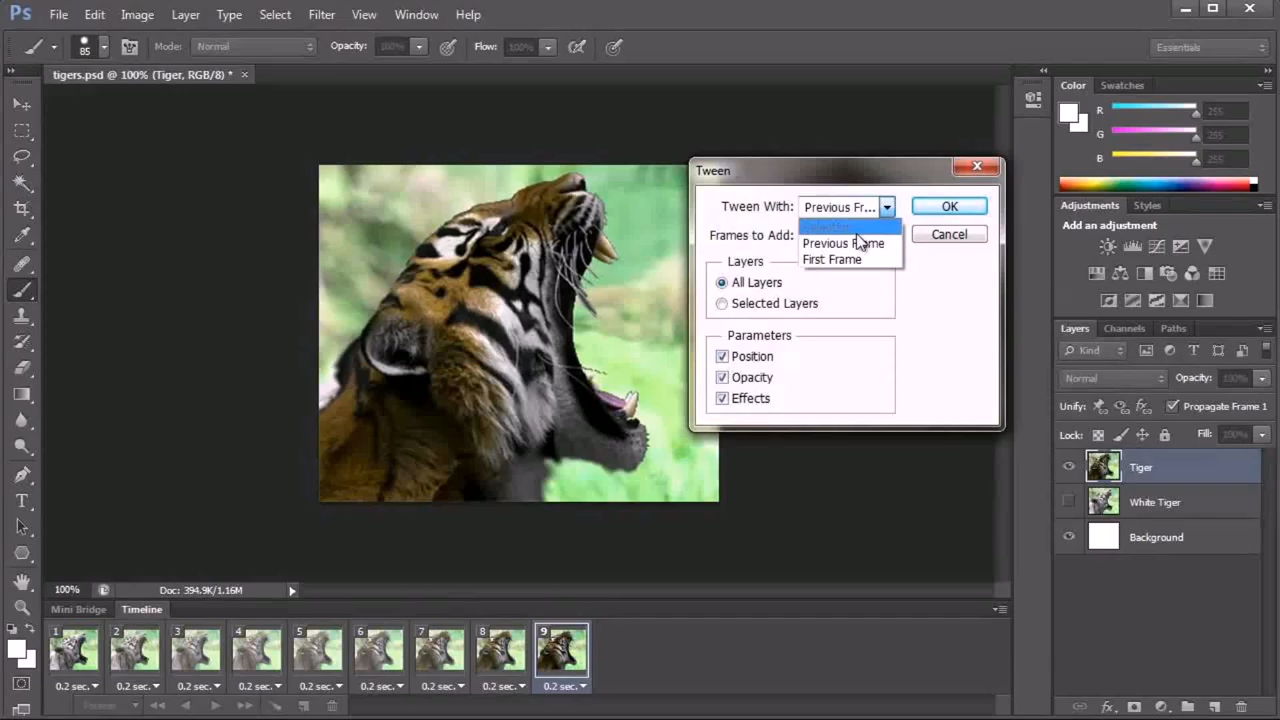 Ps File Edit Image Layer Type Select Filter View Window Help
85 Mode: Normal Opacity: 100% Flow: 100% Essentials
tigers.psd @ 100% (Tiger, RGB/8) * ×
Color Swatches
R 255
G 255
B 255
Tween
Tween With: Previous Fr... OK
Frames to Add: Cancel
Previous Frame
First Frame
Layers
All Layers
Selected Layers
Parameters
Position
Opacity
Effects
Adjustments Styles
Add an adjustment
Layers Channels Paths
Kind
Normal Opacity: 100%
Unify: Propagate Frame 1
Lock: Fill: 100%
Tiger
White Tiger
Background
100% Doc: 394.9K/1.16M
Mini Bridge Timeline
1 2 3 4 5 6 7 8 9
0.2 sec. 0.2 sec. 0.2 sec. 0.2 sec. 0.2 sec. 0.2 sec. 0.2 sec. 0.2 sec. 0.2 sec.
Forever